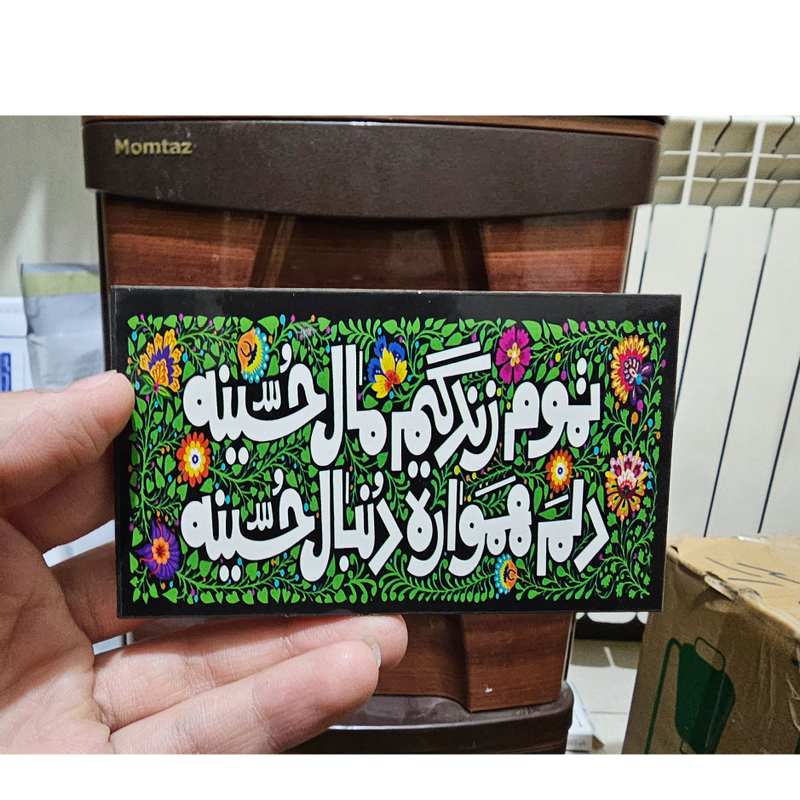 Momtaz
تموم زندگیم مال حسینه
دلم همواره دنبال حسینه